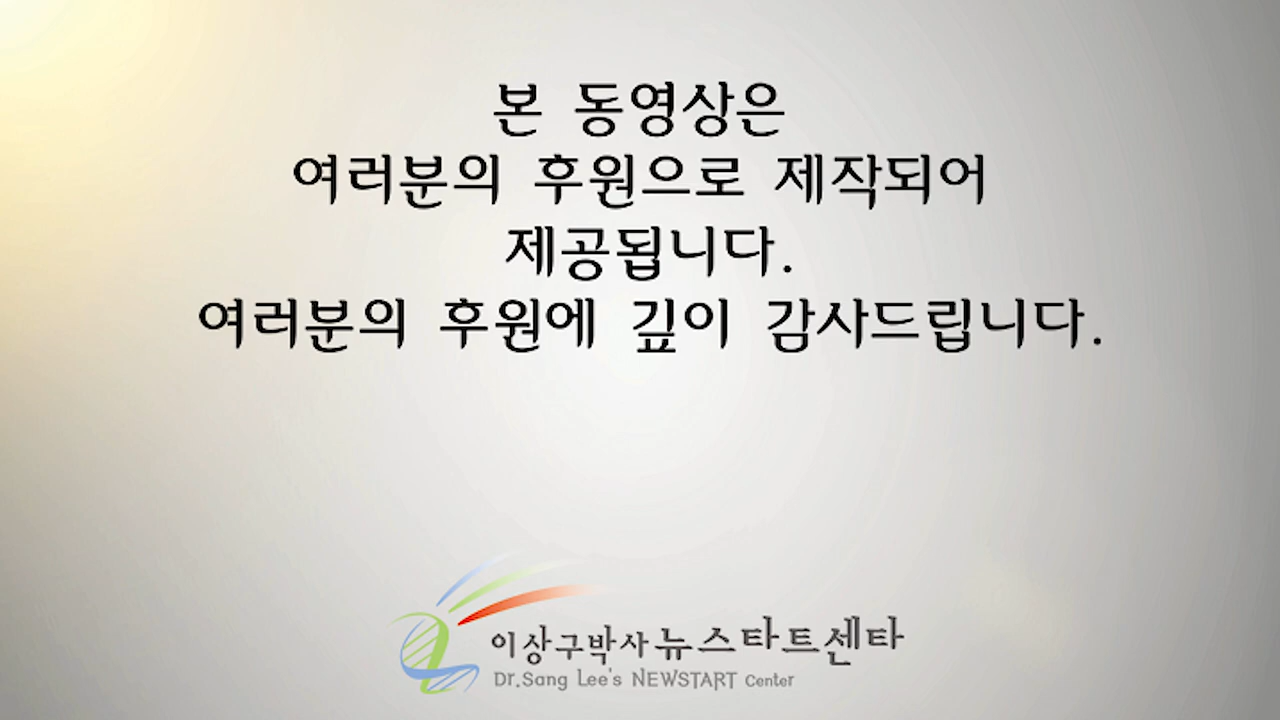 본 동영상은
여러분의 후원으로 제작되어
제공됩니다.
여러분의 후원에 깊이 감사드립니다.
이상구박사뉴스타트센타
Dr.Sang Lee's NEWSTART Center